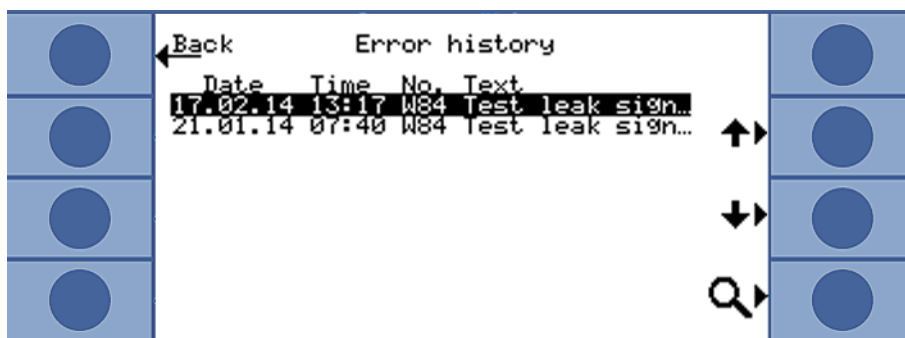 Back Error history
Date Time No. Text
17.02.14 13:17 W84 Test leak sign…
21.01.14 07:40 W84 Test leak sign…